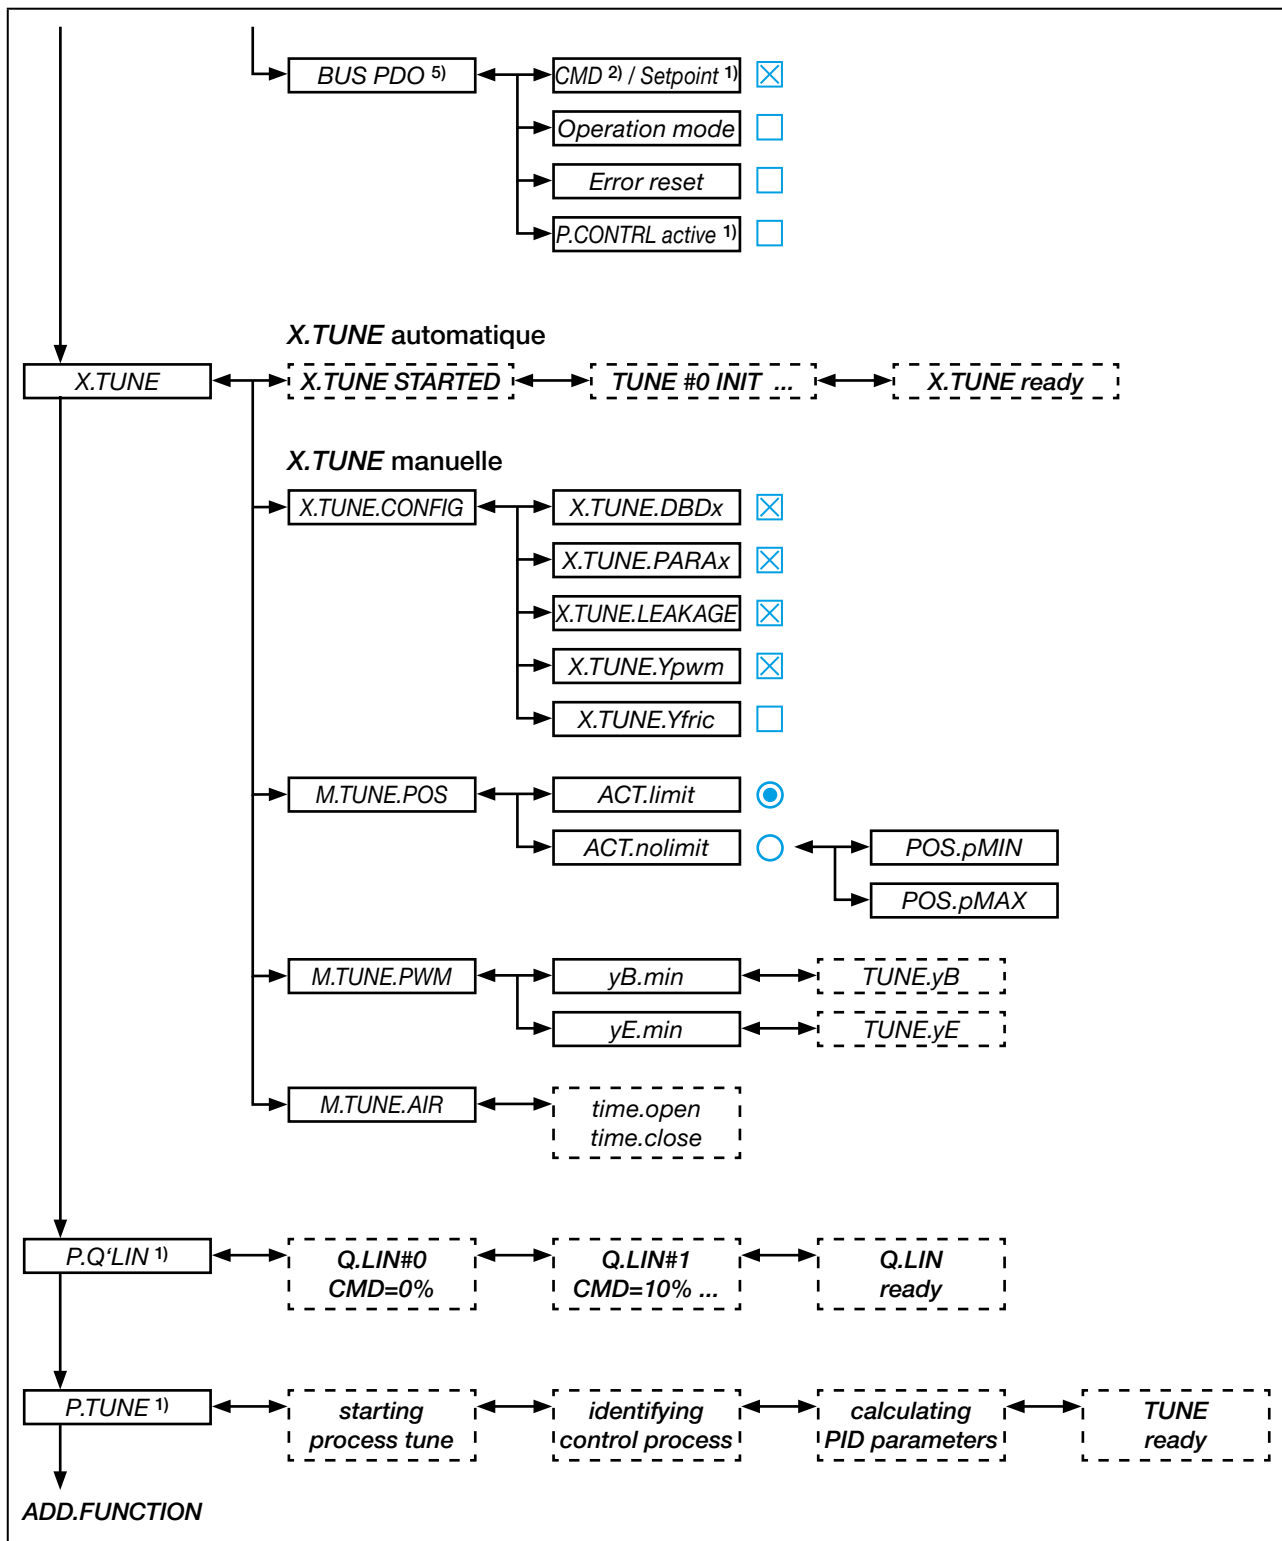 BUS PDO 5)
CMD 2) / Setpoint 1)
Operation mode
Error reset
P.CONTRL active 1)
X.TUNE automatique
X.TUNE
X.TUNE STARTED
TUNE #0 INIT ...
X.TUNE ready
X.TUNE manuelle
X.TUNE.CONFIG
X.TUNE.DBDx
X.TUNE.PARAx
X.TUNE.LEAKAGE
X.TUNE.Ypwm
X.TUNE.Yfric
M.TUNE.POS
ACT.limit
ACT.nolimit
POS.pMIN
POS.pMAX
M.TUNE.PWM
yB.min
TUNE.yB
yE.min
TUNE.yE
M.TUNE.AIR
time.open
time.close
P.Q‘LIN 1)
Q.LIN#0
CMD=0%
Q.LIN#1
CMD=10% ...
Q.LIN
ready
P.TUNE 1)
starting
process tune
identifying
control process
calculating
PID parameters
TUNE
ready
ADD.FUNCTION